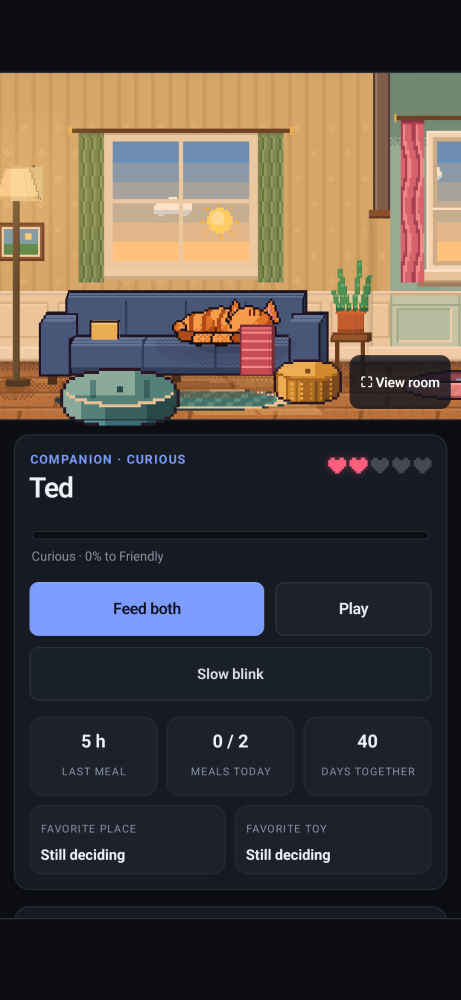 View room
COMPANION · CURIOUS
Ted
Curious · 0% to Friendly
Feed both
Play
Slow blink
5 h
LAST MEAL
0 / 2
MEALS TODAY
40
DAYS TOGETHER
FAVORITE PLACE
Still deciding
FAVORITE TOY
Still deciding